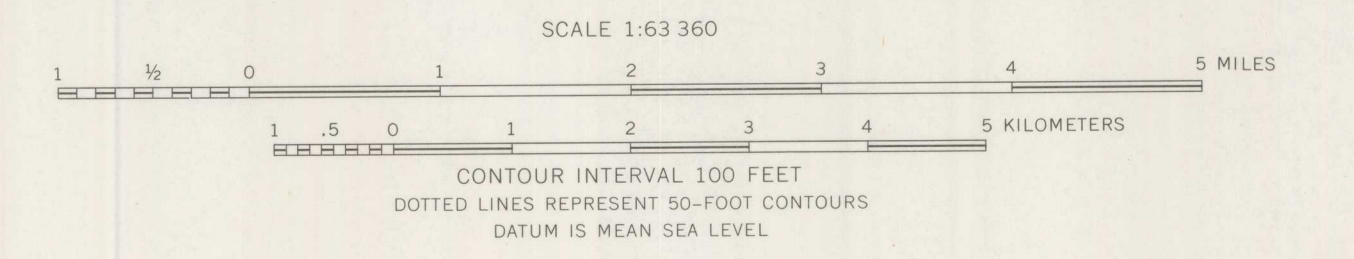 SCALE 1:63 360
1 ½ 0 1 2 3 4 5 MILES
1 .5 0 1 2 3 4 5 KILOMETERS
CONTOUR INTERVAL 100 FEET
DOTTED LINES REPRESENT 50-FOOT CONTOURS
DATUM IS MEAN SEA LEVEL